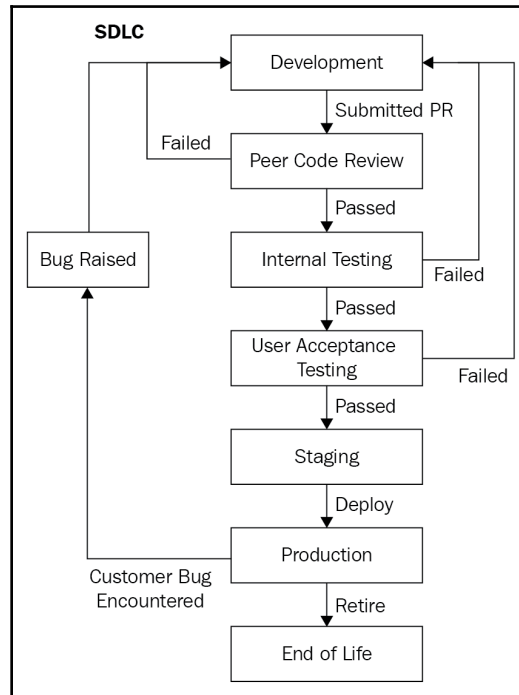 SDLC
Development
Submitted PR
Failed
Peer Code Review
Passed
Bug Raised
Internal Testing
Failed
Passed
User Acceptance
Testing
Failed
Passed
Staging
Deploy
Production
Customer Bug
Encountered
Retire
End of Life